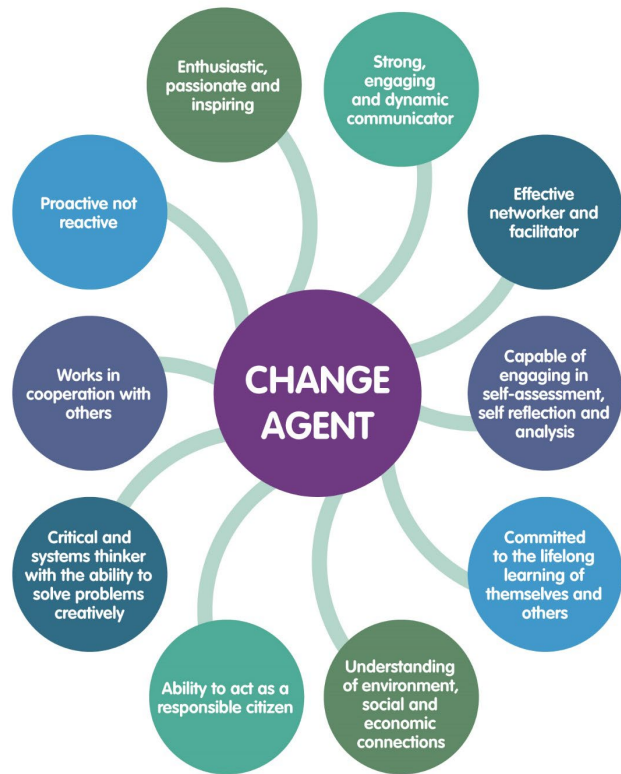 Enthusiastic,
passionate and
inspiring
Strong,
engaging
and dynamic
communicator
Proactive not
reactive
Effective
networker and
facilitator
CHANGE
AGENT
Works in
cooperation with
others
Capable of
engaging in
self-assessment,
self reflection and
analysis
Critical and
systems thinker
with the ability to
solve problems
creatively
Committed
to the lifelong
learning of
themselves and
others
Ability to act as a
responsible citizen
Understanding
of environment,
social and
economic
connections